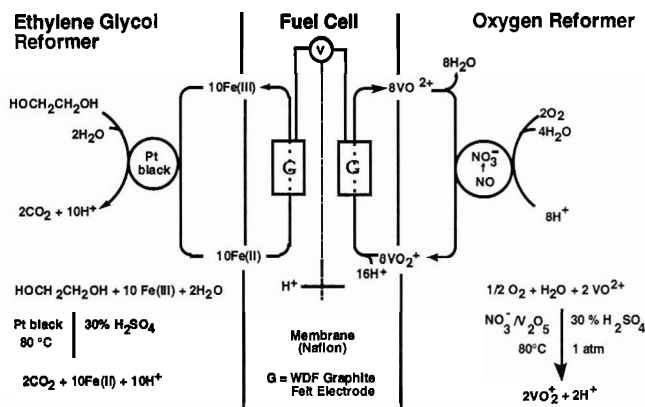 Ethylene Glycol
Reformer
Fuel Cell
Oxygen Reformer
V
HOCH₂CH₂OH
2H₂O
Pt
black
2CO₂ + 10H⁺
10Fe(III)
10Fe(II)
G
G
H⁺
8VO ²⁺
8VO₂⁺
16H⁺
8H₂O
NO₃⁻
↑
NO
2O₂
4H₂O
8H⁺
HOCH ₂CH₂OH + 10 Fe(III) + 2H₂O
Pt black
80 °C
30% H₂SO₄
2CO₂ + 10Fe(II) + 10H⁺
Membrane
(Nafion)
G = WDF Graphite
Felt Electrode
1/2 O₂ + H₂O + 2 VO²⁺
NO₃⁻/V₂O₅
80°C
30 % H₂SO₄
1 atm
2VO₂⁺ + 2H⁺